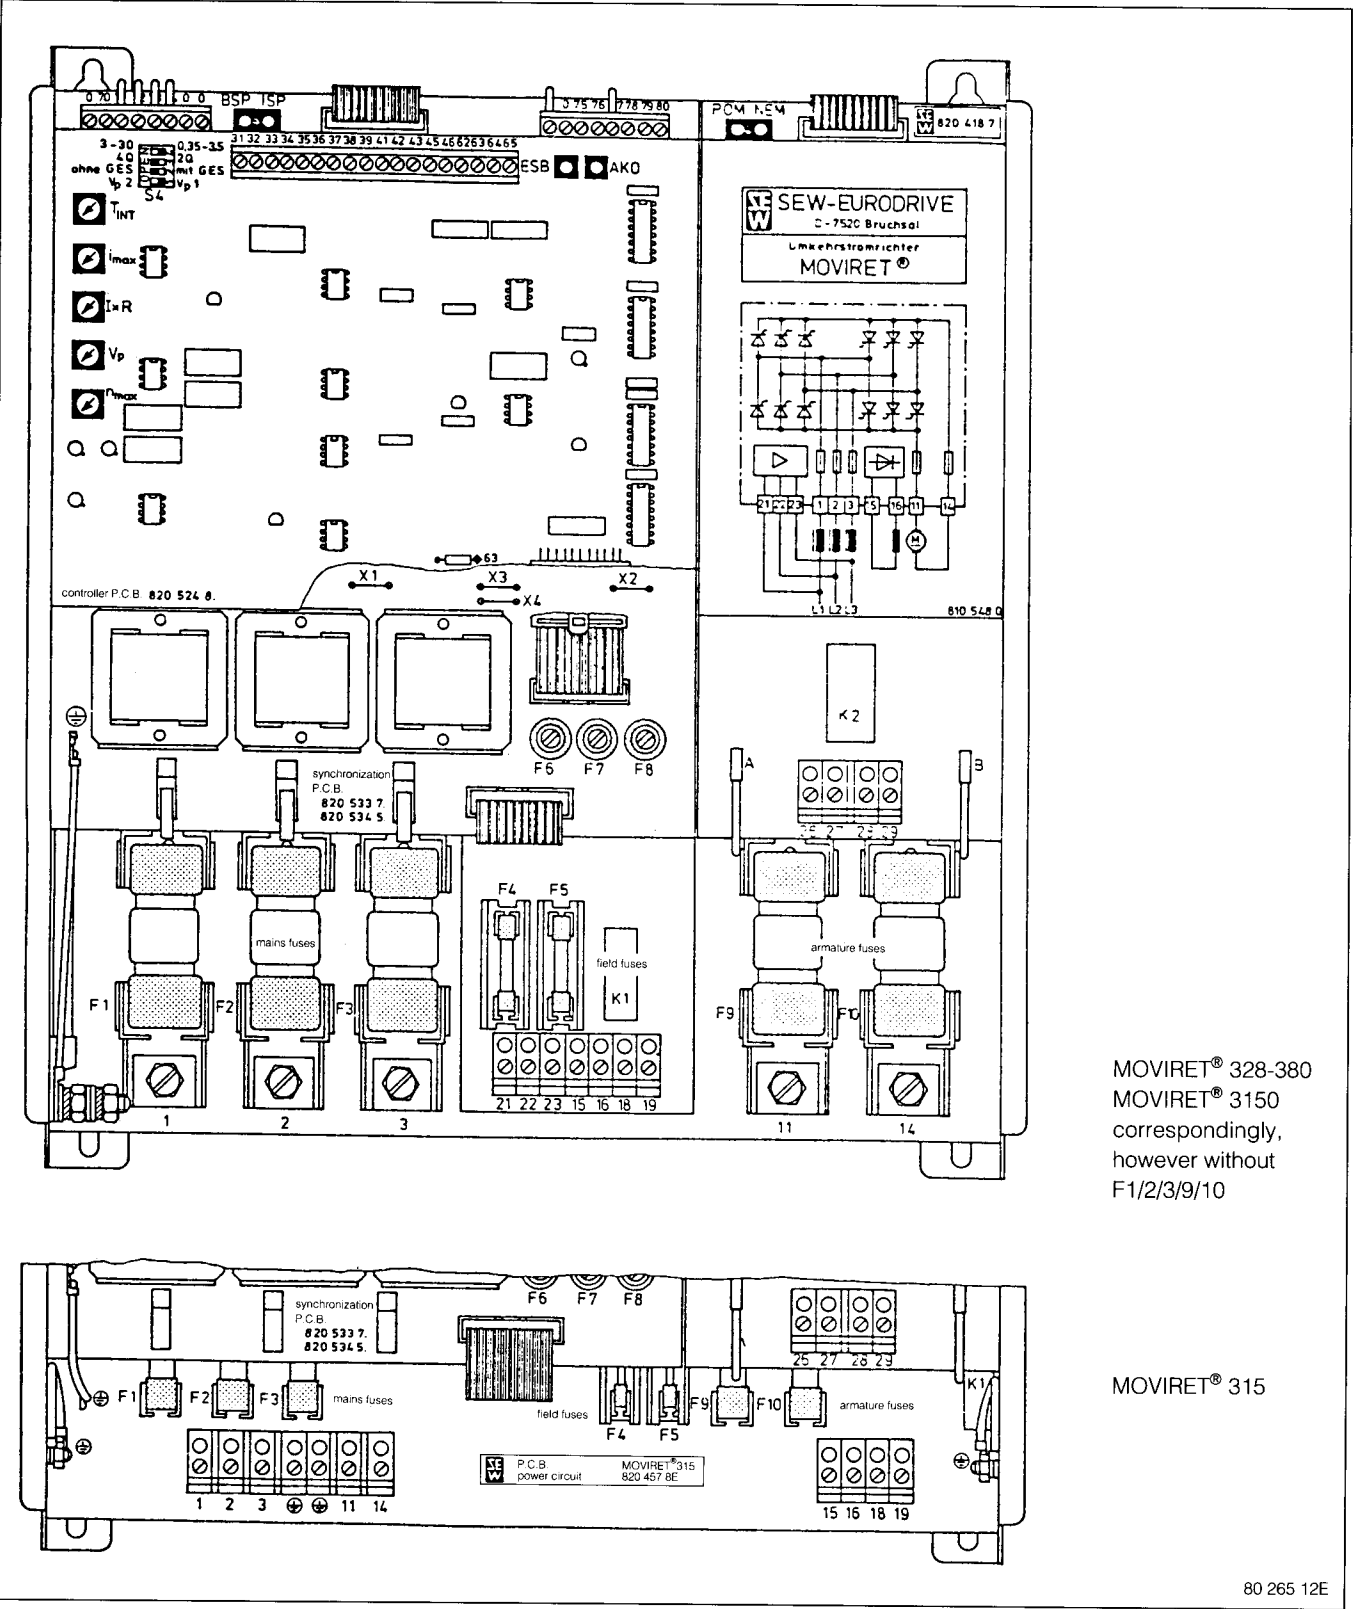 BSP ISP
75 76 77 78 79 80
POM NEM
SEW 820 418 7
31 32 33 34 35 36 37 38 39 41 42 43 45 46 62 63 64 65
ESB AKO
3-30 0,35-3,5
4Q 2Q
ohne GES mit GES
Vp 2 Vp 1
S4
TINT
imax
I×R
Vp
nmax
SEW
SEW-EURODRIVE
D-7520 Bruchsal
Umkehrstromrichter
MOVIRET®
21 22 23 1 2 3 15 16 11 14
M
L1 L2 L3
810 548 0
63
X1 X3 X2
X4
controller P.C.B. 820 524 8.
K2
F6 F7 F8
A B
synchronization
P.C.B.
820 533 7.
820 534 5.
26 27 28 29
F4 F5
mains fuses
field fuses
armature fuses
K1
F1 F2 F3 F9 F10
21 22 23 15 16 18 19
1 2 3 11 14
MOVIRET® 328-380
MOVIRET® 3150
correspondingly,
however without
F1/2/3/9/10
F6 F7 F8
synchronization
P.C.B.
820 533 7.
820 534 5.
26 27 28 29
F1 F2 F3 mains fuses
field fuses
F4 F5
F9 F10 armature fuses
K1
MOVIRET® 315
SEW
P.C.B. MOVIRET®315
power circuit 820 457 8E
1 2 3 11 14
15 16 18 19
80 265 12E